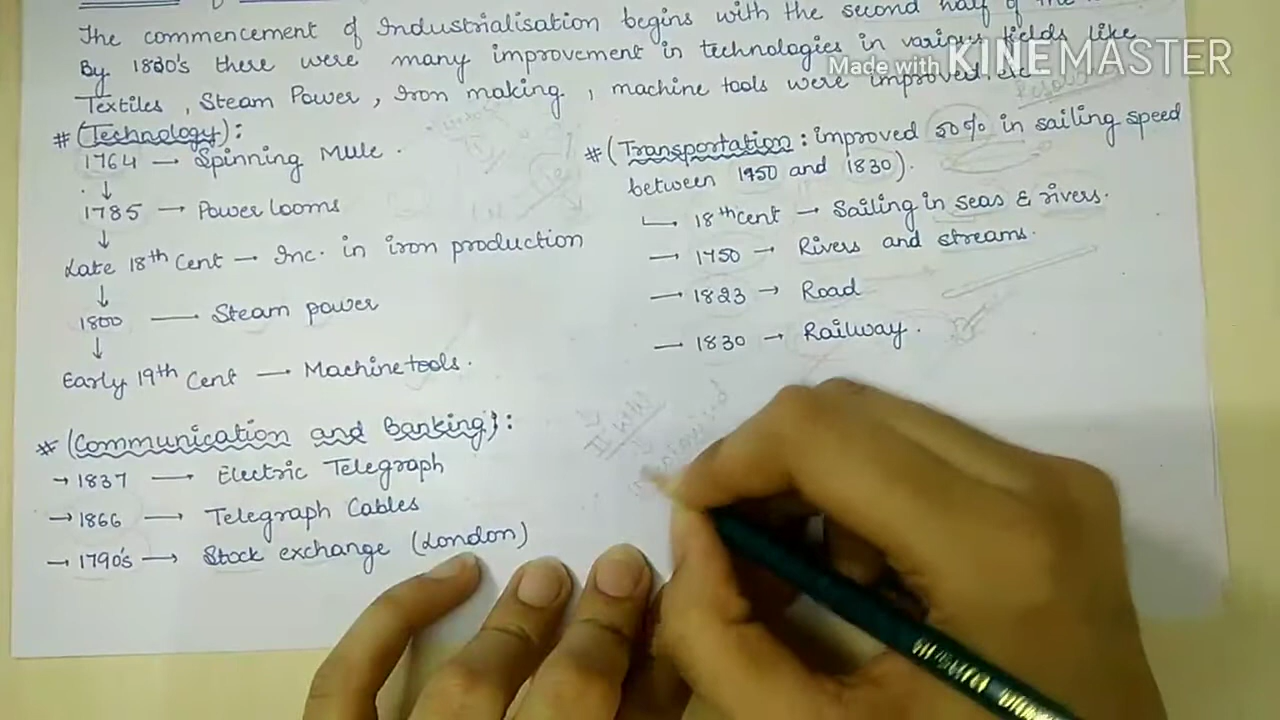 The commencement of Industrialisation begins with the second half of the
By 1800's there were many improvement in technologies in various fields like
Textiles, Steam Power, Iron making, machine tools were improved, etc
Made with KINEMASTER
# (Technology):
1764 → Spinning Mule.
↓
1785 → Power looms
↓
Late 18th Cent → Inc. in iron production
↓
1800 — Steam power
↓
Early 19th Cent — Machine tools.
# (Transportation: improved 50% in sailing speed
between 1750 and 1830).
→ 18th cent → Sailing in seas & rivers.
→ 1750 → Rivers and streams.
→ 1823 → Road
→ 1830 → Railway.
# (Communication and Banking):
→ 1837 — Electric Telegraph
→ 1866 → Telegraph Cables
→ 1790's → Stock exchange (London)